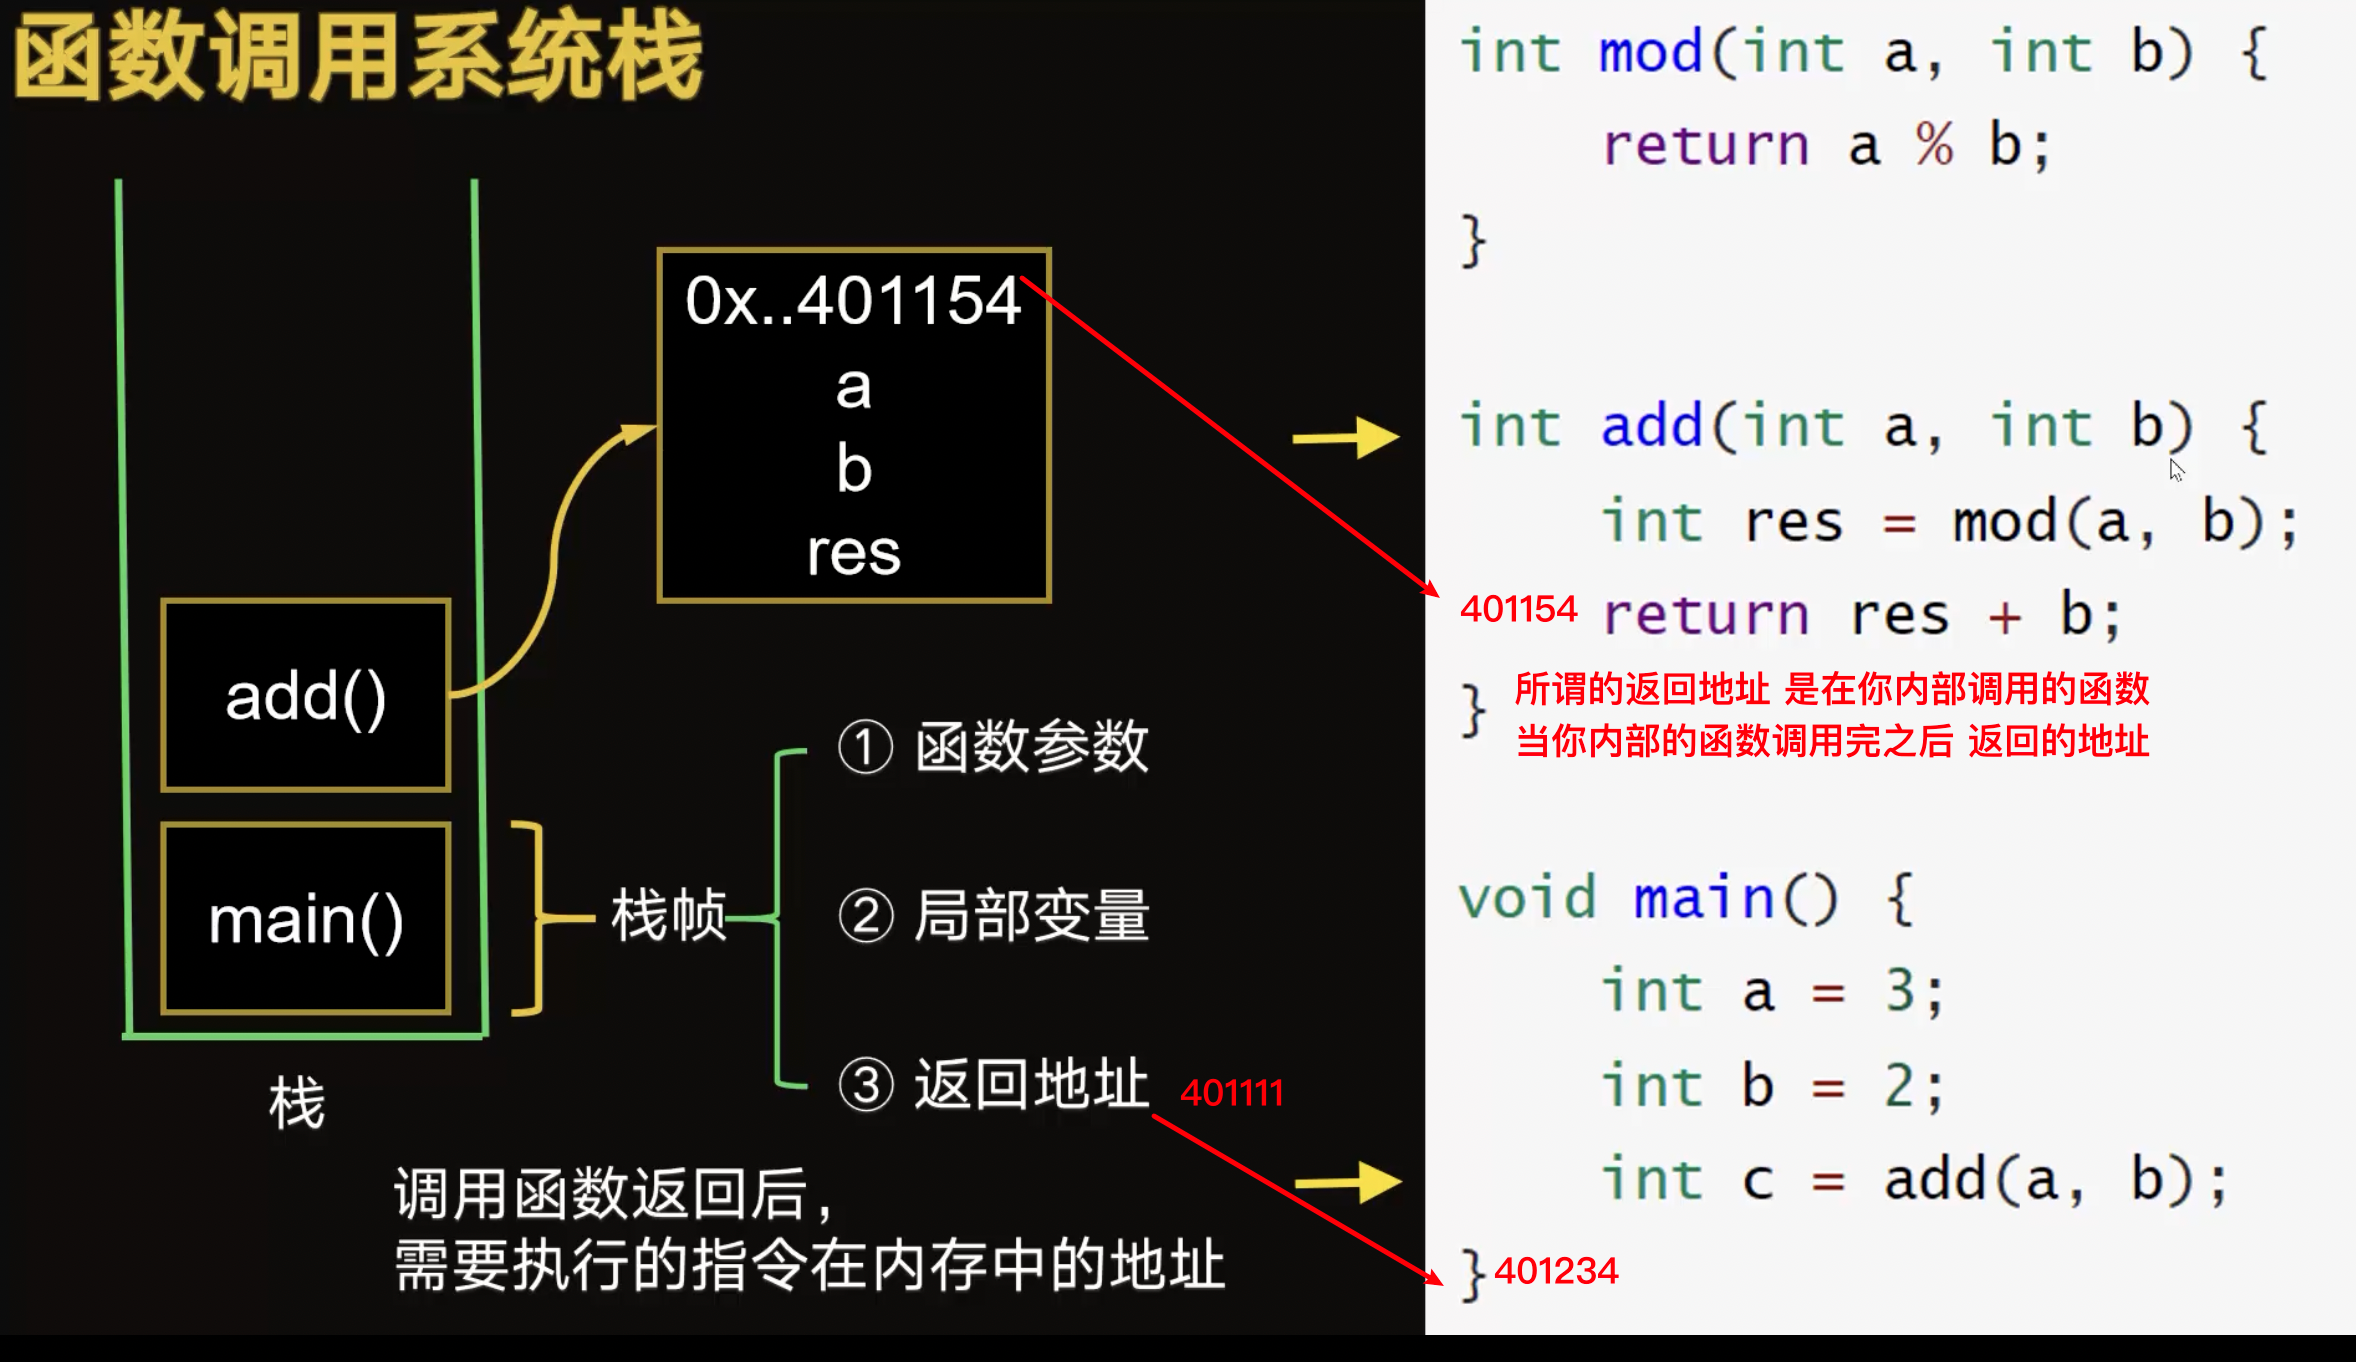 函数调用系统栈
0x..401154
a
b
res
add()
main()
栈
栈帧
① 函数参数
② 局部变量
③ 返回地址 401111
调用函数返回后，
需要执行的指令在内存中的地址
int mod(int a, int b) {
return a % b;
}
int add(int a, int b) {
int res = mod(a, b);
401154 return res + b;
}
所谓的返回地址 是在你内部调用的函数
当你内部的函数调用完之后 返回的地址
void main() {
int a = 3;
int b = 2;
int c = add(a, b);
}401234